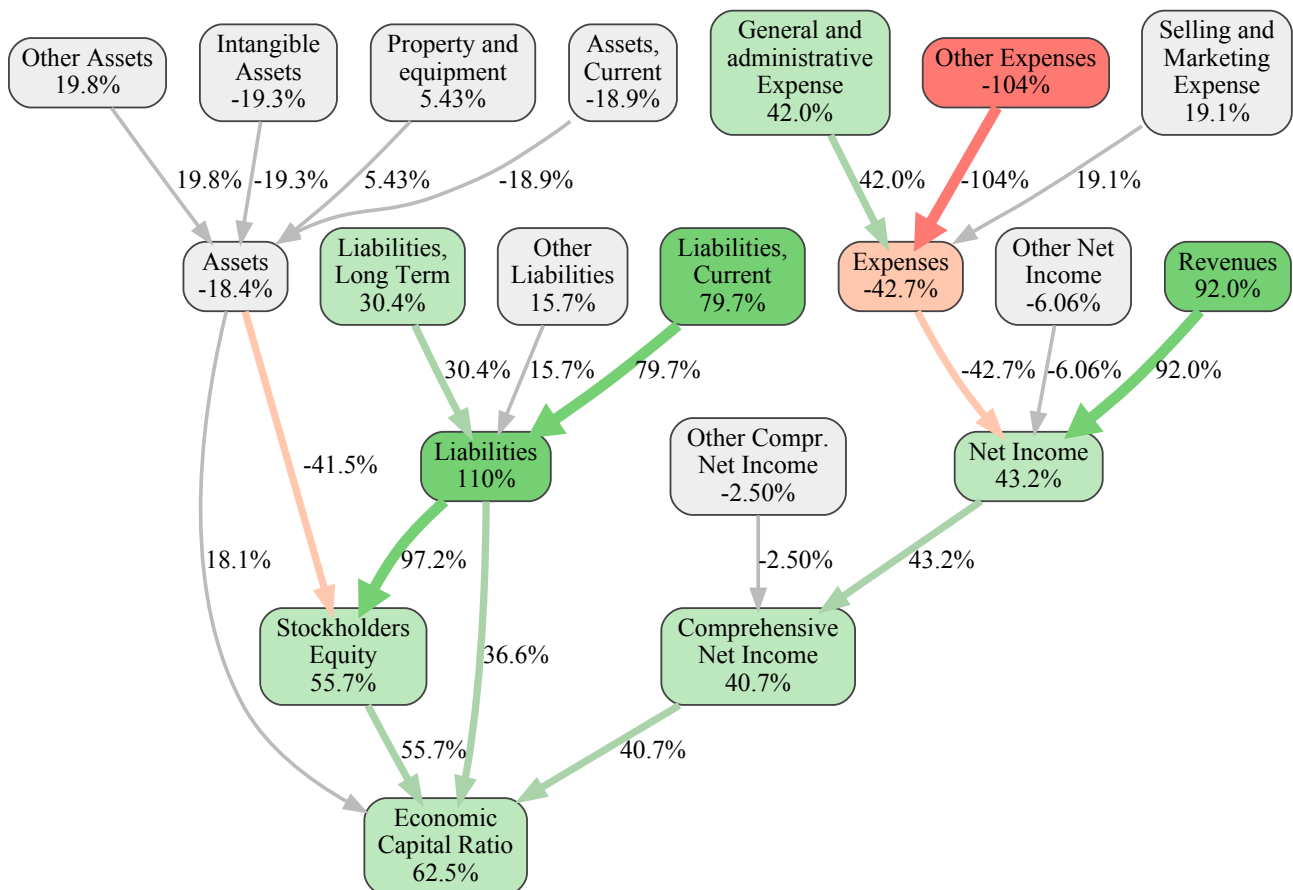 Other Assets
19.8%
Intangible
Assets
-19.3%
Property and
equipment
5.43%
Assets,
Current
-18.9%
General and
administrative
Expense
42.0%
Other Expenses
-104%
Selling and
Marketing
Expense
19.1%
19.8%
-19.3%
5.43%
-18.9%
42.0%
-104%
19.1%
Assets
-18.4%
Liabilities,
Long Term
30.4%
Other
Liabilities
15.7%
Liabilities,
Current
79.7%
Expenses
-42.7%
Other Net
Income
-6.06%
Revenues
92.0%
30.4%
15.7%
79.7%
-42.7%
-6.06%
92.0%
-41.5%
Liabilities
110%
Other Compr.
Net Income
-2.50%
Net Income
43.2%
18.1%
97.2%
-2.50%
43.2%
Stockholders
Equity
55.7%
36.6%
Comprehensive
Net Income
40.7%
55.7%
40.7%
Economic
Capital Ratio
62.5%